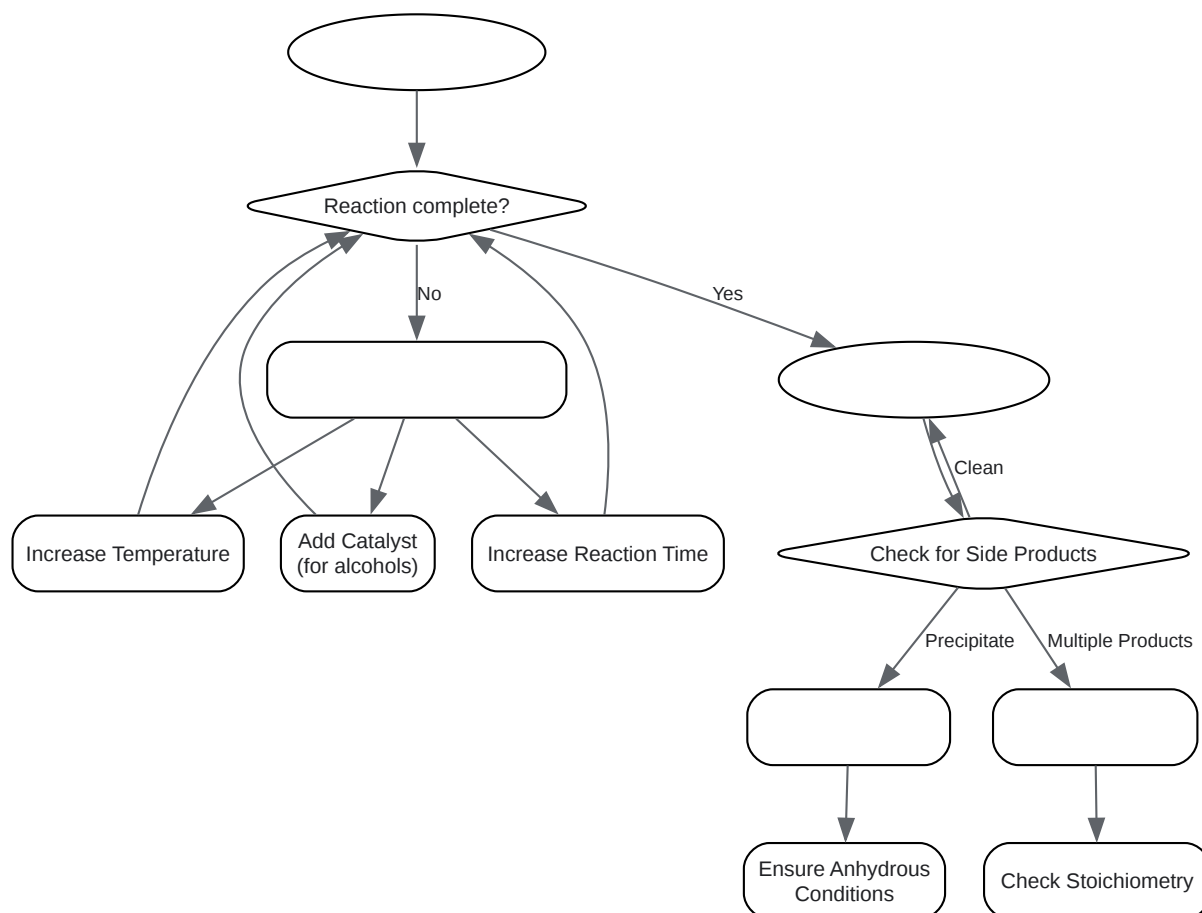 Reaction complete?
No
Yes
Clean
Increase Temperature
Add Catalyst
(for alcohols)
Increase Reaction Time
Check for Side Products
Precipitate
Multiple Products
Ensure Anhydrous
Conditions
Check Stoichiometry